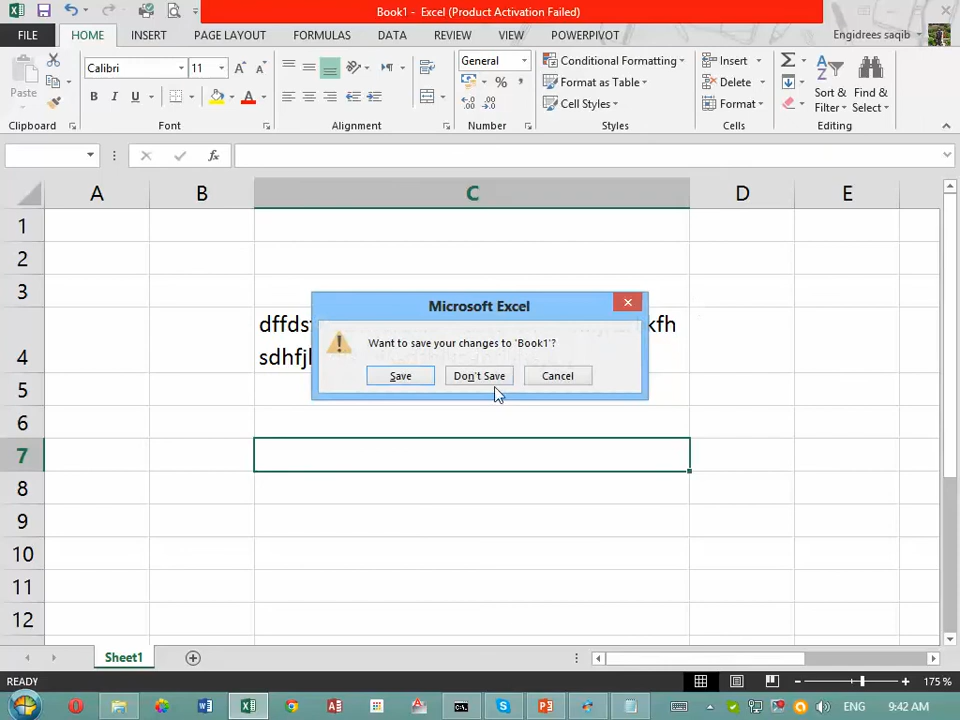 Book1 - Excel (Product Activation Failed)
FILE HOME INSERT PAGE LAYOUT FORMULAS DATA REVIEW VIEW POWERPIVOT Engidrees saqib
Paste
Calibri 11
B I U A
General
Conditional Formatting
Format as Table
Cell Styles
Insert
Delete
Format
Sort & Filter
Find & Select
Clipboard Font Alignment Number Styles Cells Editing
fx
A B C D E
1
2
3
4
5
6
7
8
9
10
11
12
Microsoft Excel
Want to save your changes to 'Book1'?
Save Don't Save Cancel
Sheet1
READY
175 %
ENG 9:42 AM